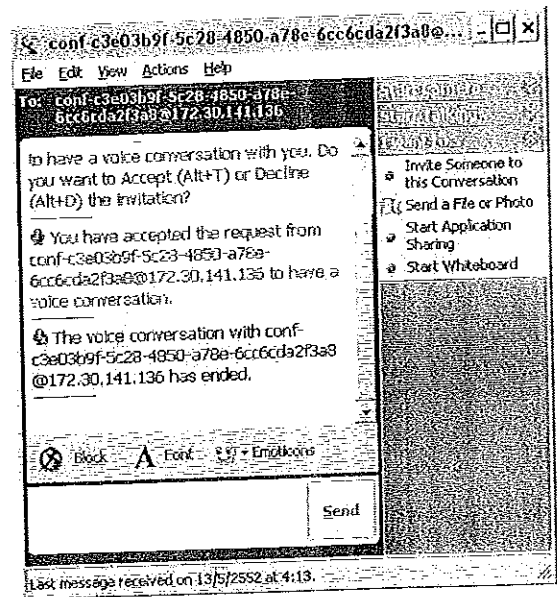 conf-c3e03b9f-5c28-4850-a78e-6cc6cda2f3a8@...
File Edit View Actions Help
To: conf-c3e03b9f-5c28-4850-a78e-
6cc6cda2f3a8@172.30.141.136
to have a voice conversation with you. Do
you want to Accept (Alt+T) or Decline
(Alt+D) the invitation?
You have accepted the request from
conf-c3e03b9f-5c28-4850-a78e-
6cc6cda2f3a8@172.30.141.136 to have a
voice conversation.
The voice conversation with conf-
c3e03b9f-5c28-4850-a78e-6cc6cda2f3a8
@172.30.141.136 has ended.
Block Font Emoticons
Send
Last message received on 13/5/2552 at 4:13.
Start Talking
Invite Someone to
this Conversation
Send a File or Photo
Start Application
Sharing
Start Whiteboard